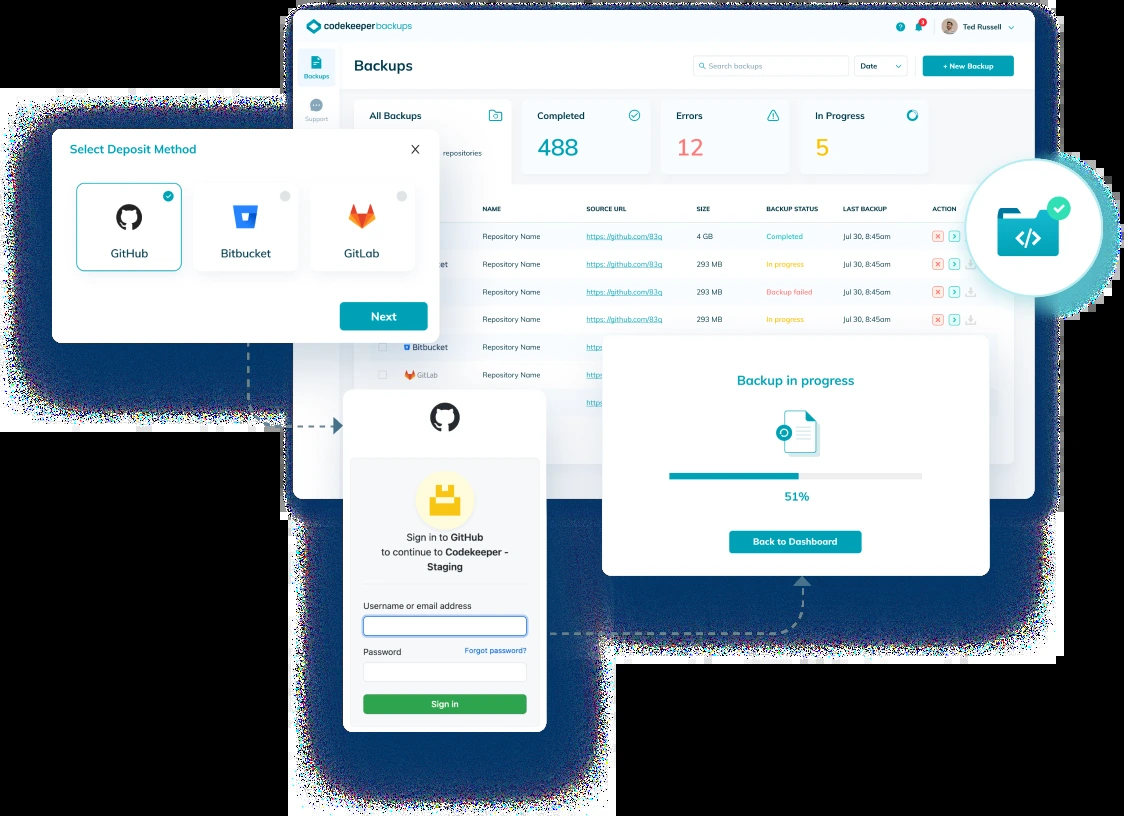 codekeeperbackups
Ted Russell
Backups
Support
Backups
Search backups
Date
+ New Backup
All Backups
repositories
Completed
488
Errors
12
In Progress
5
Select Deposit Method
GitHub
Bitbucket
GitLab
Next
NAME SOURCE URL SIZE BACKUP STATUS LAST BACKUP ACTION
Repository Name https: //github.com/83q 4 GB Completed Jul 30, 8:45am
ket Repository Name https: //github.com/83q 293 MB In progress Jul 30, 8:45am
Repository Name https: //github.com/83q 293 MB Backup failed Jul 30, 8:45am
Repository Name https: //github.com/83q 293 MB In progress Jul 30, 8:45am
Bitbucket Repository Name https
GitLab Repository Name https
https
Sign in to GitHub
to continue to Codekeeper -
Staging
Username or email address
Password Forgot password?
Sign in
Backup in progress
51%
Back to Dashboard